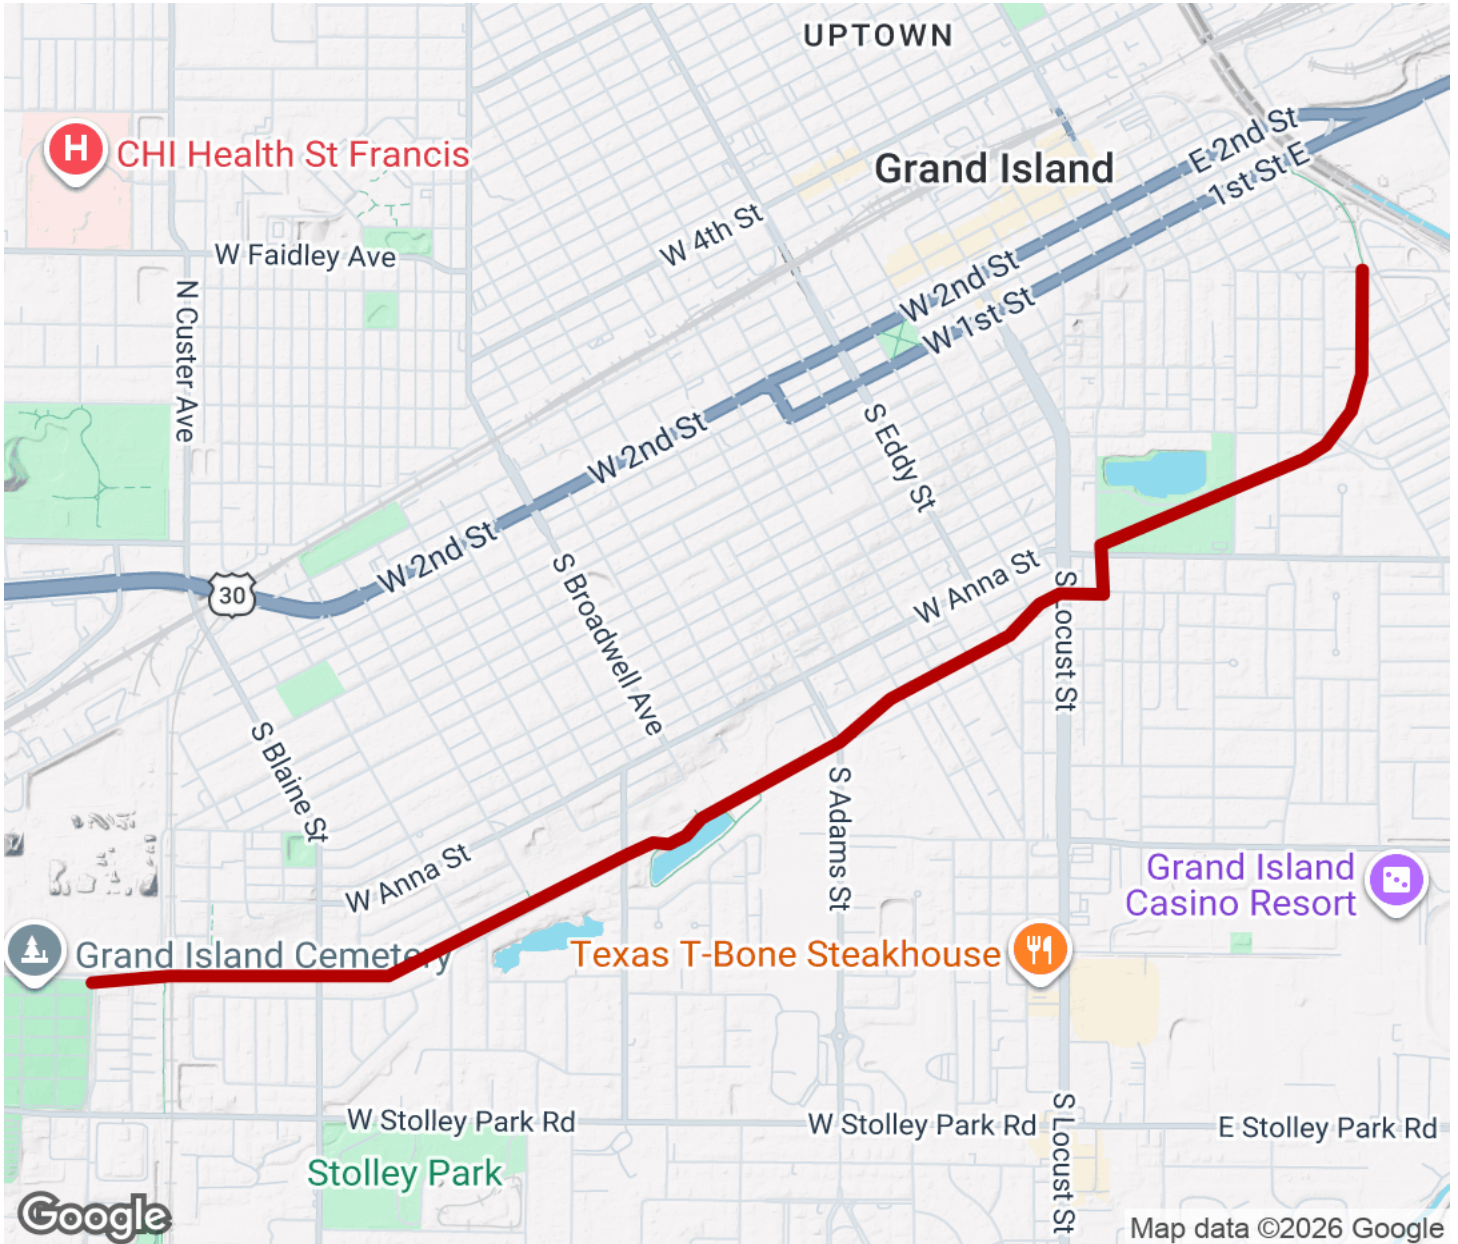 UPTOWN
E 2nd St
CHI Health St Francis
Grand Island
1st St E
W 4th St
W Faidley Ave
W 2nd St
N Custer Ave
W 1st St
W 2nd St
S Eddy St
W 2nd St
30
S Broadwell Ave
W Anna St
S Locust St
S Blaine St
S Adams St
W Anna St
Grand Island
Casino Resort
Grand Island Cemetery
Texas T-Bone Steakhouse
W Stolley Park Rd
W Stolley Park Rd
E Stolley Park Rd
S Locust St
Stolley Park
Google
Map data ©2026 Google